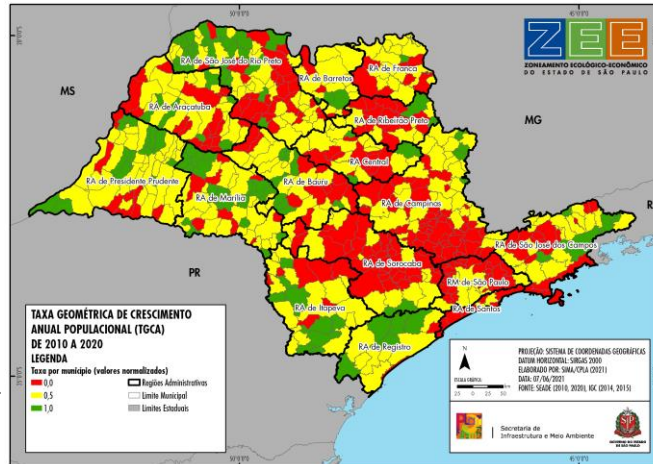 ZEE
ZONEAMENTO ECOLÓGICO-ECONÔMICO
DO ESTADO DE SÃO PAULO
MS
MG
PR
R
RA de São José do Rio Preto
RA de Barretos
RA de Franca
RA de Araçatuba
RA de Ribeirão Preto
RA Central
RA de Presidente Prudente
RA de Marília
RA de Bauru
RA de Campinas
RA de São José dos Campos
RA de Sorocaba
RM de São Paulo
RA de Santos
RA de Itapeva
RA de Registro
TAXA GEOMÉTRICA DE CRESCIMENTO
ANUAL POPULACIONAL (TGCA)
DE 2010 A 2020
LEGENDA
Taxa por município (valores normalizados)
0,0
0,5
1,0
Regiões Administrativas
Limite Municipal
Limites Estaduais
N
ESCALA GRÁFICA:
PROJEÇÃO: SISTEMA DE COORDENADAS GEOGRÁFICAS
DATUM HORIZONTAL: SIRGAS 2000
ELABORADO POR: SIMA/CPLA (2021)
DATA: 07/06/2021
FONTE: SEADE (2010, 2020), IGC (2014, 2015)
Secretaria de
Infraestrutura e Meio Ambiente